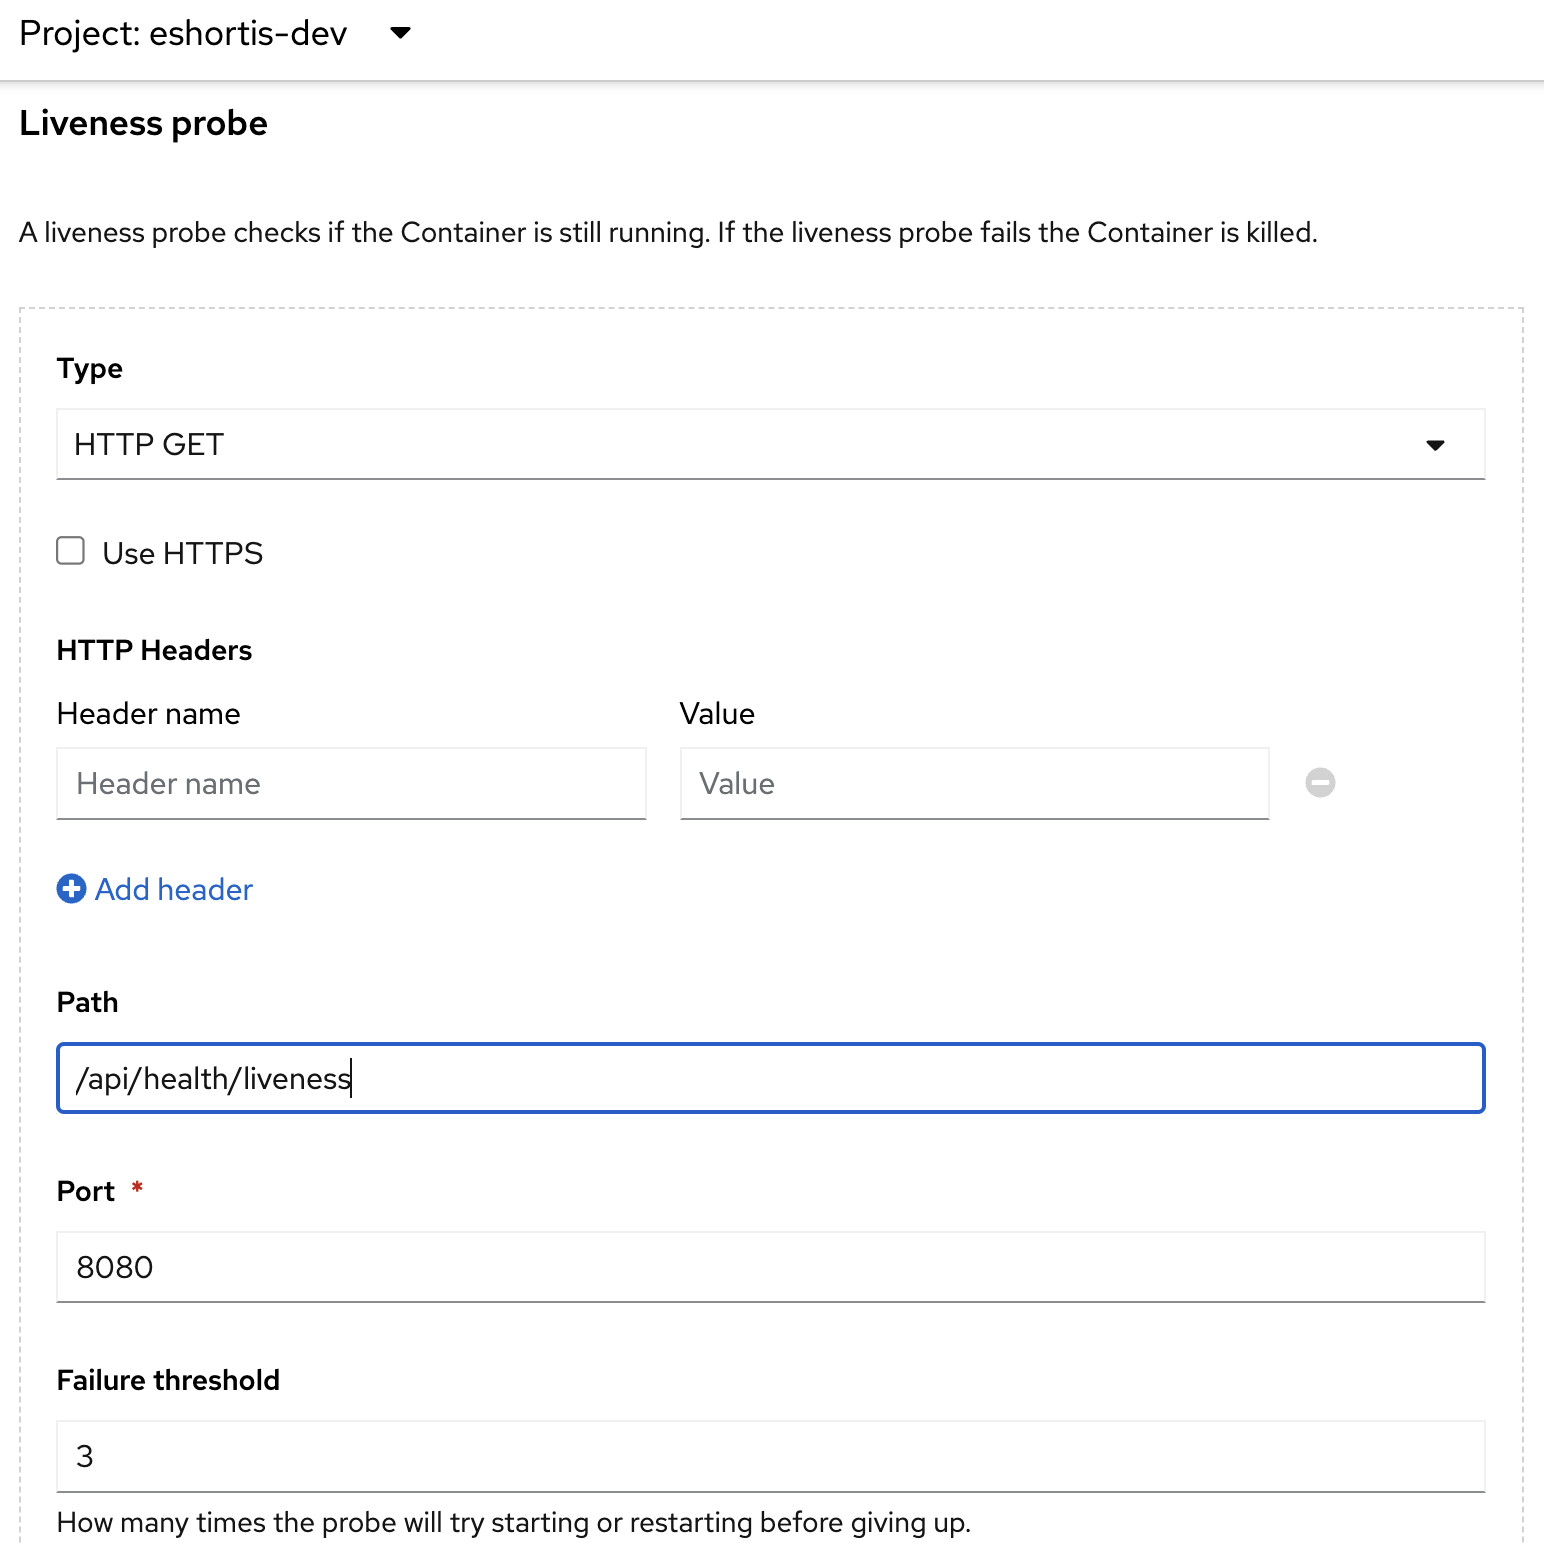 Project: eshortis-dev
Liveness probe
A liveness probe checks if the Container is still running. If the liveness probe fails the Container is killed.
Type
HTTP GET
Use HTTPS
HTTP Headers
Header name Value
Header name Value
Add header
Path
/api/health/liveness
Port *
8080
Failure threshold
3
How many times the probe will try starting or restarting before giving up.